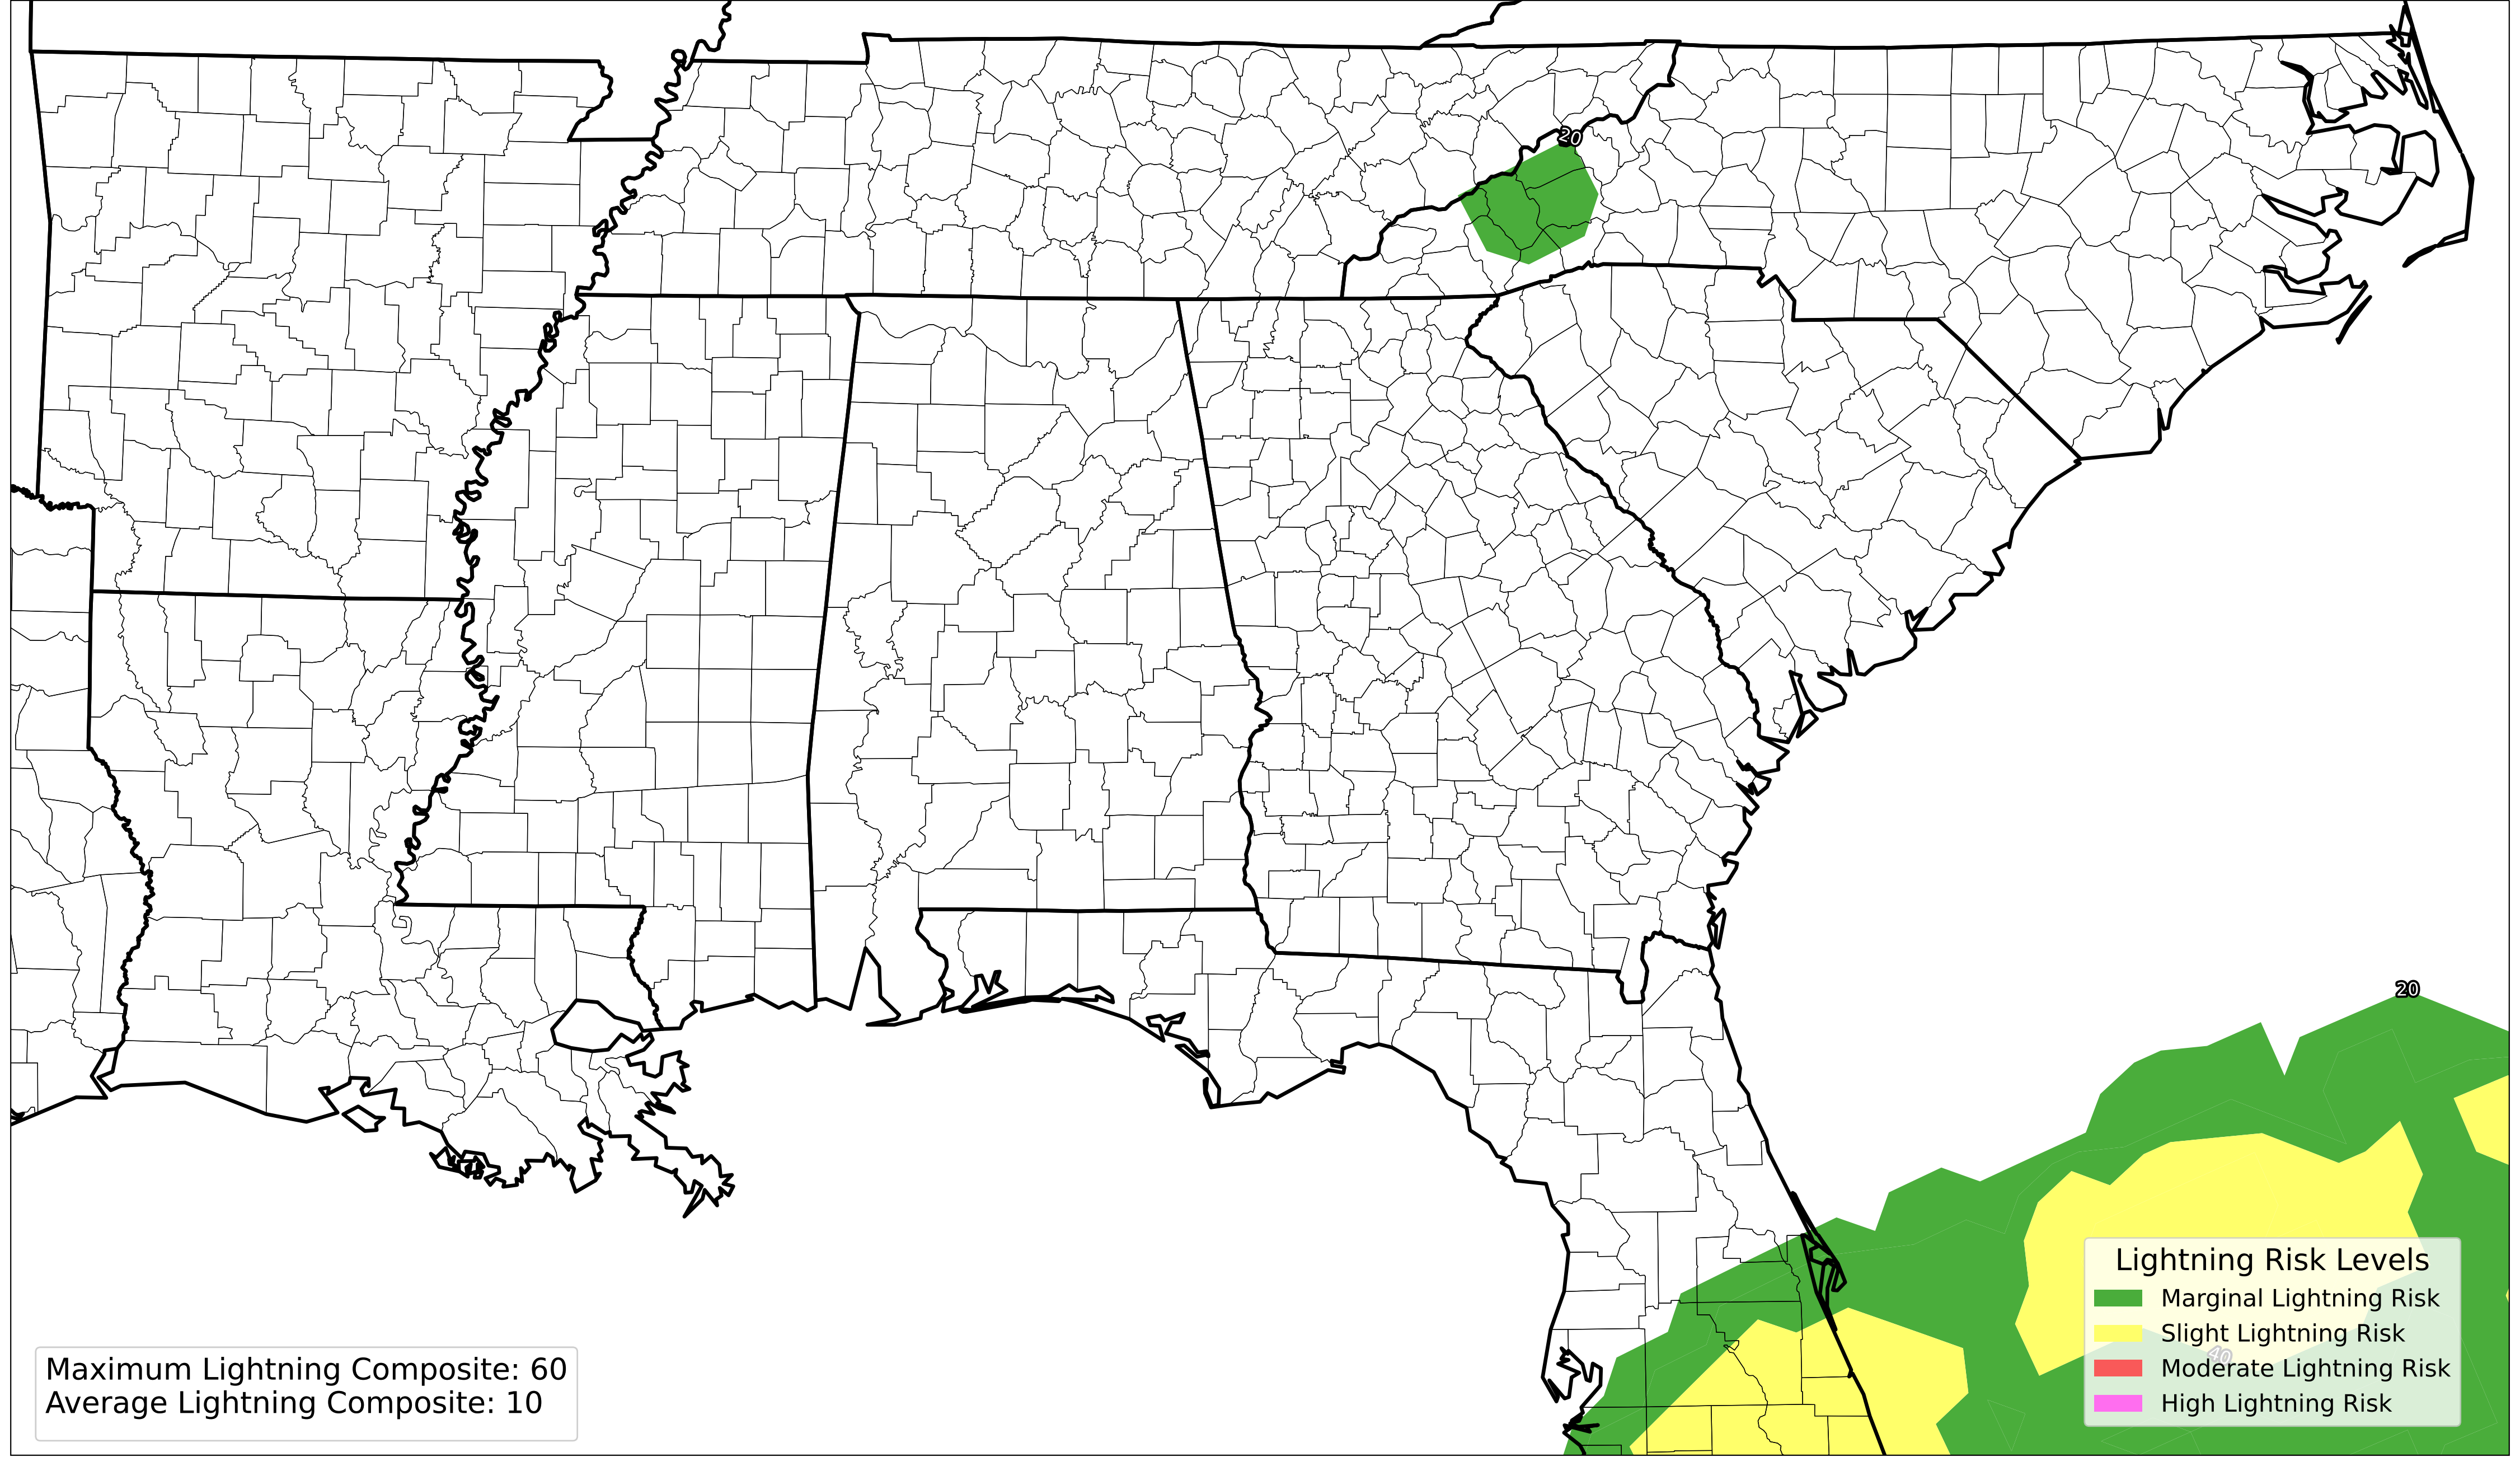 20
20
Lightning Risk Levels
Marginal Lightning Risk
Slight Lightning Risk
40
Moderate Lightning Risk
High Lightning Risk
Maximum Lightning Composite: 60
Average Lightning Composite: 10